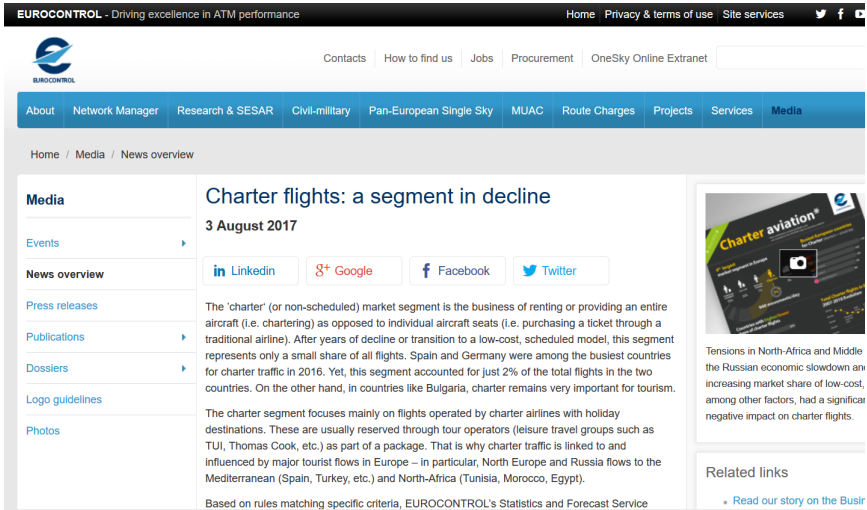 EUROCONTROL - Driving excellence in ATM performance
Home Privacy & terms of use Site services
EUROCONTROL
Contacts How to find us Jobs Procurement OneSky Online Extranet
About Network Manager Research & SESAR Civil-military Pan-European Single Sky MUAC Route Charges Projects Services Media
Home / Media / News overview
Media
Events
News overview
Press releases
Publications
Dossiers
Logo guidelines
Photos
Charter flights: a segment in decline
3 August 2017
in Linkedin
g+ Google
f Facebook
Twitter
The 'charter' (or non-scheduled) market segment is the business of renting or providing an entire
aircraft (i.e. chartering) as opposed to individual aircraft seats (i.e. purchasing a ticket through a
traditional airline). After years of decline or transition to a low-cost, scheduled model, this segment
represents only a small share of all flights. Spain and Germany were among the busiest countries
for charter traffic in 2016. Yet, this segment accounted for just 2% of the total flights in the two
countries. On the other hand, in countries like Bulgaria, charter remains very important for tourism.
The charter segment focuses mainly on flights operated by charter airlines with holiday
destinations. These are usually reserved through tour operators (leisure travel groups such as
TUI, Thomas Cook, etc.) as part of a package. That is why charter traffic is linked to and
influenced by major tourist flows in Europe – in particular, North Europe and Russia flows to the
Mediterranean (Spain, Turkey, etc.) and North-Africa (Tunisia, Morocco, Egypt).
Based on rules matching specific criteria, EUROCONTROL's Statistics and Forecast Service
Charter aviation*
Tensions in North-Africa and Middle
the Russian economic slowdown and
increasing market share of low-cost,
among other factors, had a significan
negative impact on charter flights.
Related links
Read our story on the Busin